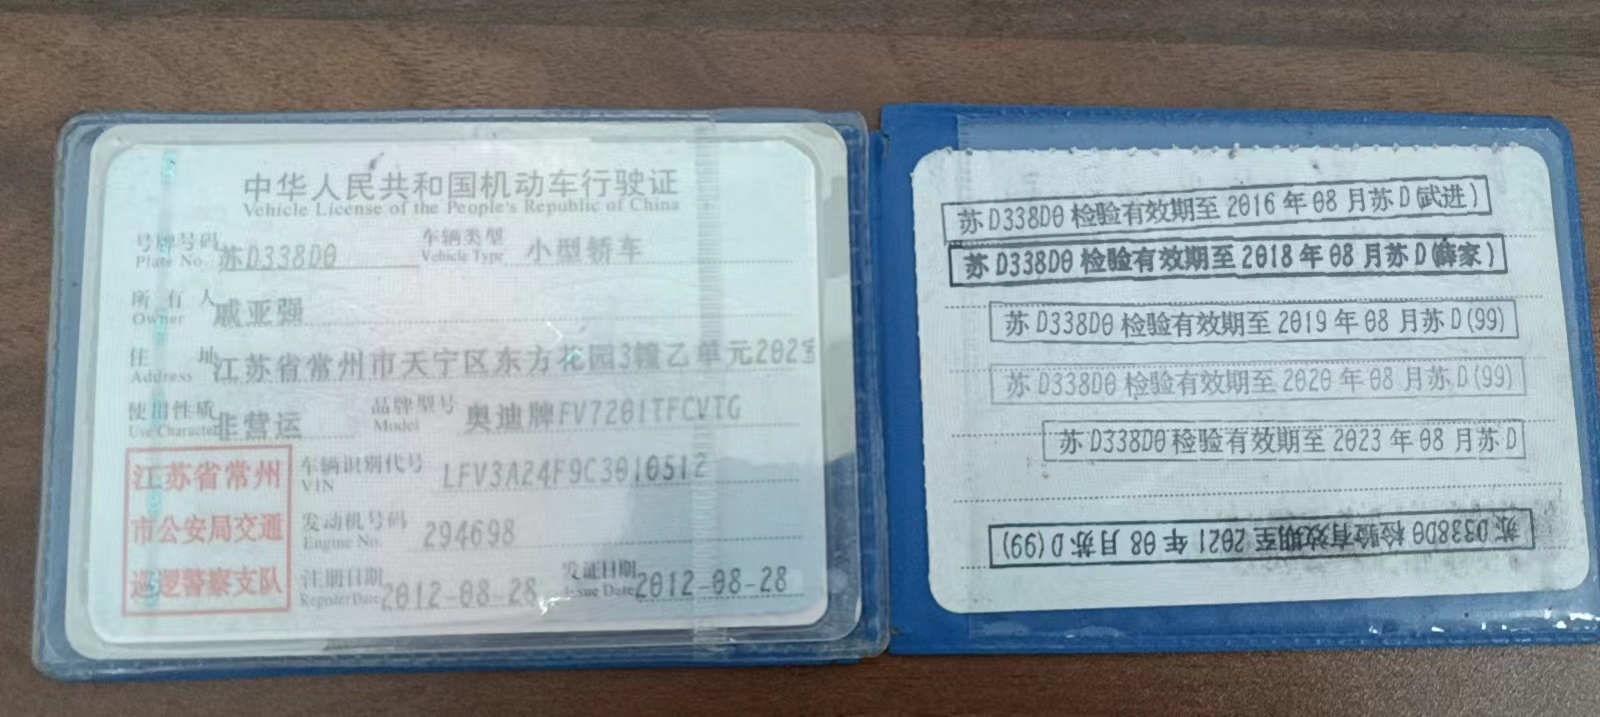 中华人民共和国机动车行驶证
Vehicle License of the People's Republic of China
号牌号码 苏D338D0 车辆类型 小型轿车
Plate No. Vehicle Type
所有人 戚亚强
Owner
住址 江苏省常州市天宁区东方花园3幢乙单元202室
Address
使用性质 非营运 品牌型号 奥迪牌FV7201TFCVTG
Use Character Model
江苏省常州
市公安局交通
巡逻警察支队
车辆识别代号 LFV3A24F9C3010512
VIN
发动机号码 294698
Engine No.
注册日期 2012-08-28 发证日期 2012-08-28
Register Date Issue Date
苏D338D0检验有效期至2016年08月苏D(武进)
苏D338D0检验有效期至2018年08月苏D(薛家)
苏D338D0检验有效期至2019年08月苏D(99)
苏D338D0检验有效期至2020年08月苏D(99)
苏D338D0检验有效期至2023年08月苏D
苏D338D0检验有效期至2021年08月苏D(99)